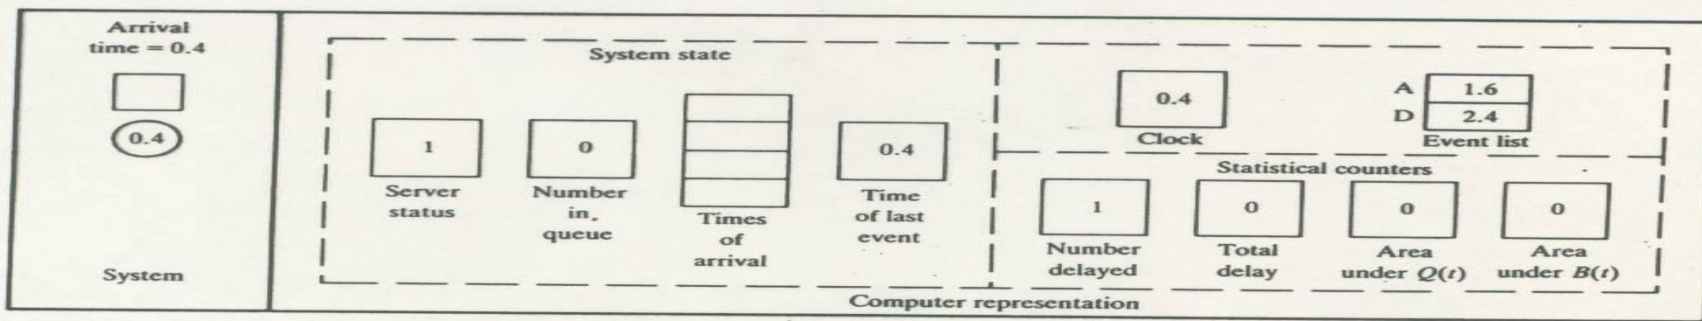 Arrival
time = 0.4
0.4
System
System state
1
Server
status
0
Number
in.
queue
Times
of
arrival
0.4
Time
of last
event
0.4
Clock
A 1.6
D 2.4
Event list
Statistical counters
1
Number
delayed
0
Total
delay
0
Area
under Q(t)
0
Area
under B(t)
Computer representation